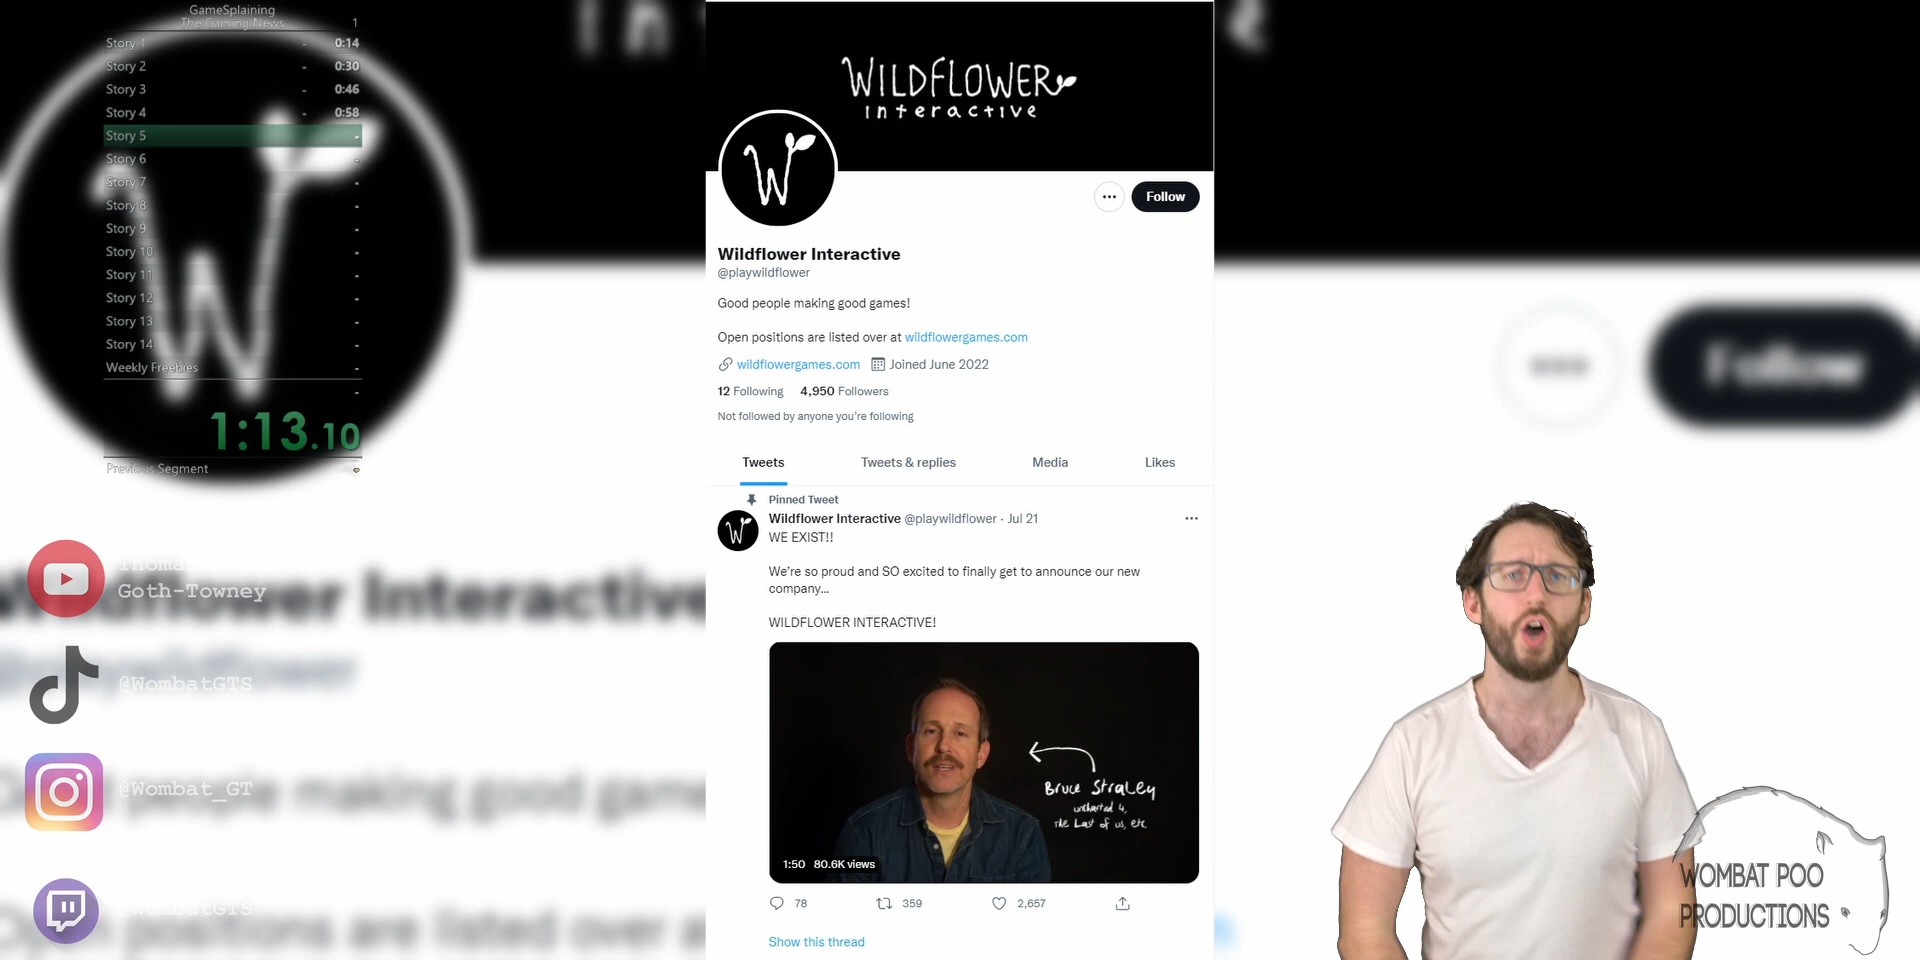 GameSplaining
The Gaming News 1
Story 1 - 0:14
Story 2 - 0:30
Story 3 - 0:46
Story 4 - 0:58
Story 5 -
Story 6 -
Story 7 -
Story 8 -
Story 9 -
Story 10 -
Story 11 -
Story 12 -
Story 13 -
Story 14 -
Weekly Freebies -
-
1:13.10
Previous Segment
Thomas
Goth-Towney
@WombatGTS
@Wombat_GT
@WombatGTS
WILDFLOWER
interactive
W
Follow
Wildflower Interactive
@playwildflower
Good people making good games!
Open positions are listed over at wildflowergames.com
wildflowergames.com Joined June 2022
12 Following 4,950 Followers
Not followed by anyone you're following
Tweets Tweets & replies Media Likes
Pinned Tweet
Wildflower Interactive @playwildflower · Jul 21
WE EXIST!!
We're so proud and SO excited to finally get to announce our new
company...
WILDFLOWER INTERACTIVE!
Bruce Straley
uncharted 4,
The Last of us, etc.
1:50 80.6K views
78 359 2,657
Show this thread
Follow
WOMBAT POO
PRODUCTIONS